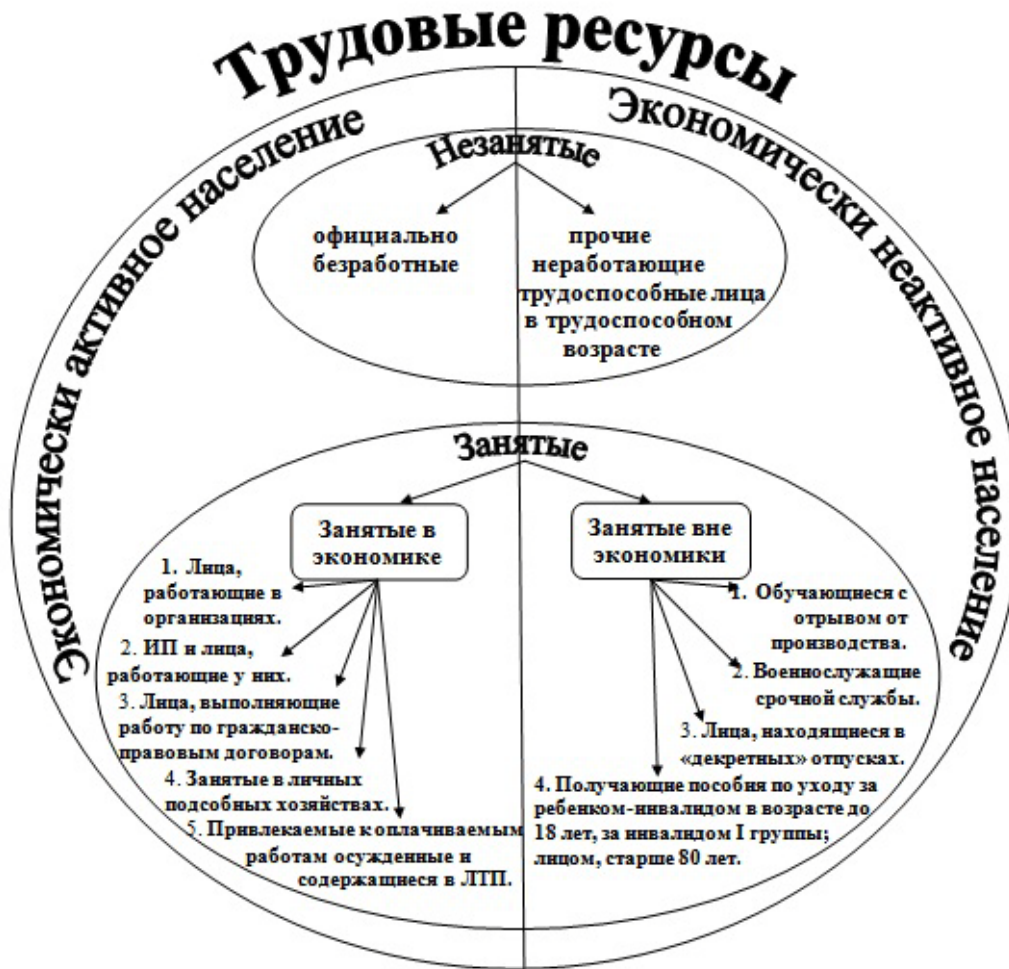 Трудовые ресурсы
Экономически активное население
Экономически неактивное население
Незанятые
официально
безработные
прочие
неработающие
трудоспособные лица
в трудоспособном
возрасте
Занятые
Занятые в
экономике
1. Лица,
работающие в
организациях.
2. ИП и лица,
работающие у них.
3. Лица, выполняющие
работу по гражданско-
правовым договорам.
4. Занятые в личных
подсобных хозяйствах.
5. Привлекаемые к оплачиваемым
работам осужденные и
содержащиеся в ЛТП.
Занятые вне
экономики
1. Обучающиеся с
отрывом от
производства.
2. Военнослужащие
срочной службы.
3. Лица, находящиеся в
«декретных» отпусках.
4. Получающие пособия по уходу за
ребенком-инвалидом в возрасте до
18 лет, за инвалидом I группы;
лицом, старше 80 лет.